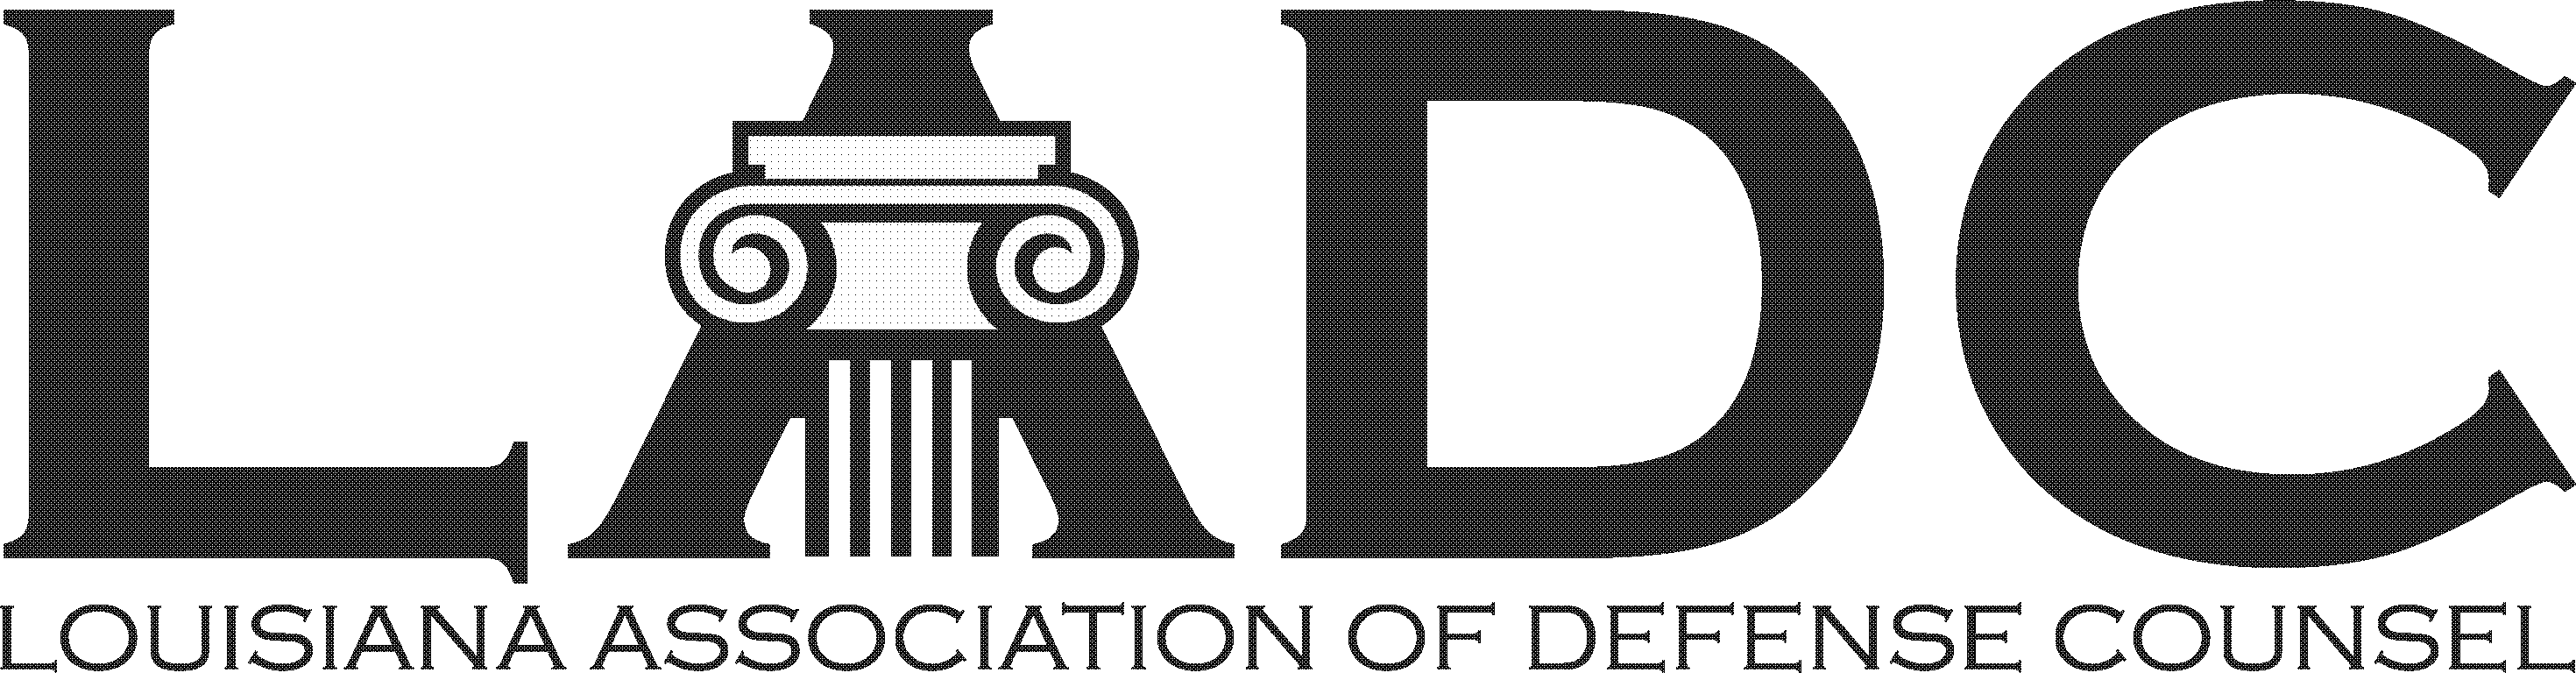 LADC
LOUISIANA ASSOCIATION OF DEFENSE COUNSEL